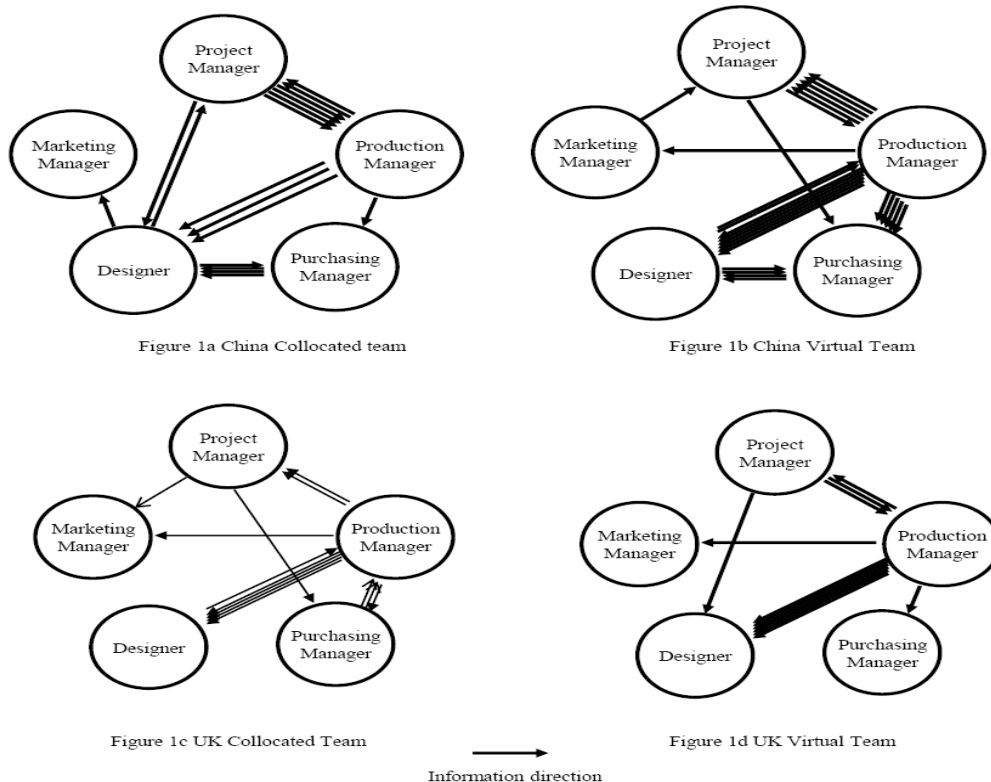 Project
Manager
Marketing
Manager
Production
Manager
Designer
Purchasing
Manager
Figure 1a China Collocated team
Project
Manager
Marketing
Manager
Production
Manager
Designer
Purchasing
Manager
Figure 1b China Virtual Team
Project
Manager
Marketing
Manager
Production
Manager
Designer
Purchasing
Manager
Figure 1c UK Collocated Team
Project
Manager
Marketing
Manager
Production
Manager
Designer
Purchasing
Manager
Figure 1d UK Virtual Team
Information direction